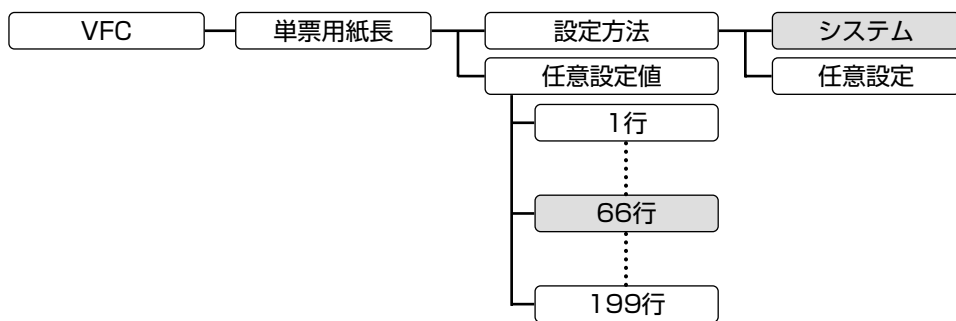 VFC
単票用紙長
設定方法
システム
任意設定値
任意設定
1行
66行
199行